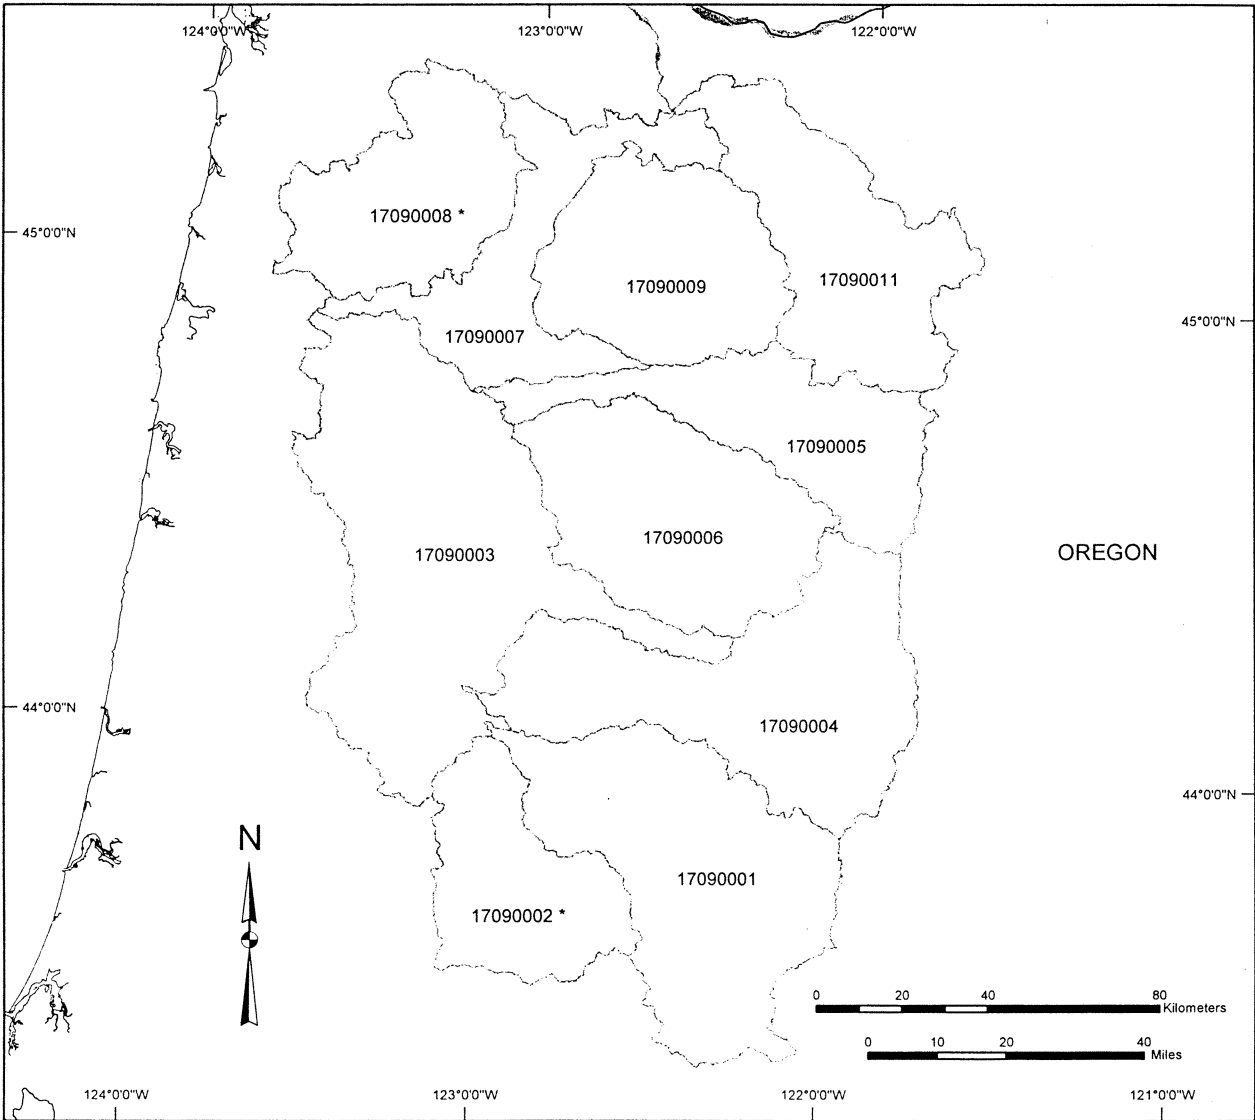 124°0'0"W 123°0'0"W 122°0'0"W
17090008 *
45°0'0"N
17090011
17090009
45°0'0"N
17090007
17090005
17090006
17090003
OREGON
44°0'0"N
17090004
44°0'0"N
N
17090001
17090002 *
0 20 40 80
Kilometers
0 10 20 40
Miles
124°0'0"W 123°0'0"W 122°0'0"W 121°0'0"W